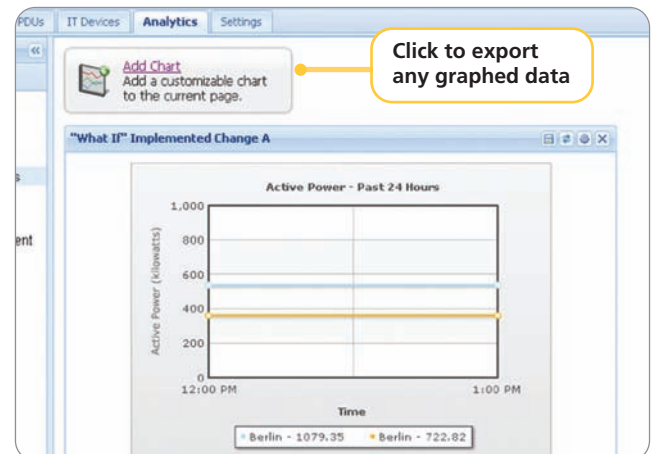 PDUs IT Devices Analytics Settings
Add Chart
Add a customizable chart
to the current page.
Click to export
any graphed data
"What If" Implemented Change A
s
ent
Active Power - Past 24 Hours
1,000
800
600
400
200
0
Active Power (kilowatts)
12:00 PM 1:00 PM
Time
Berlin - 1079.35 Berlin - 722.82